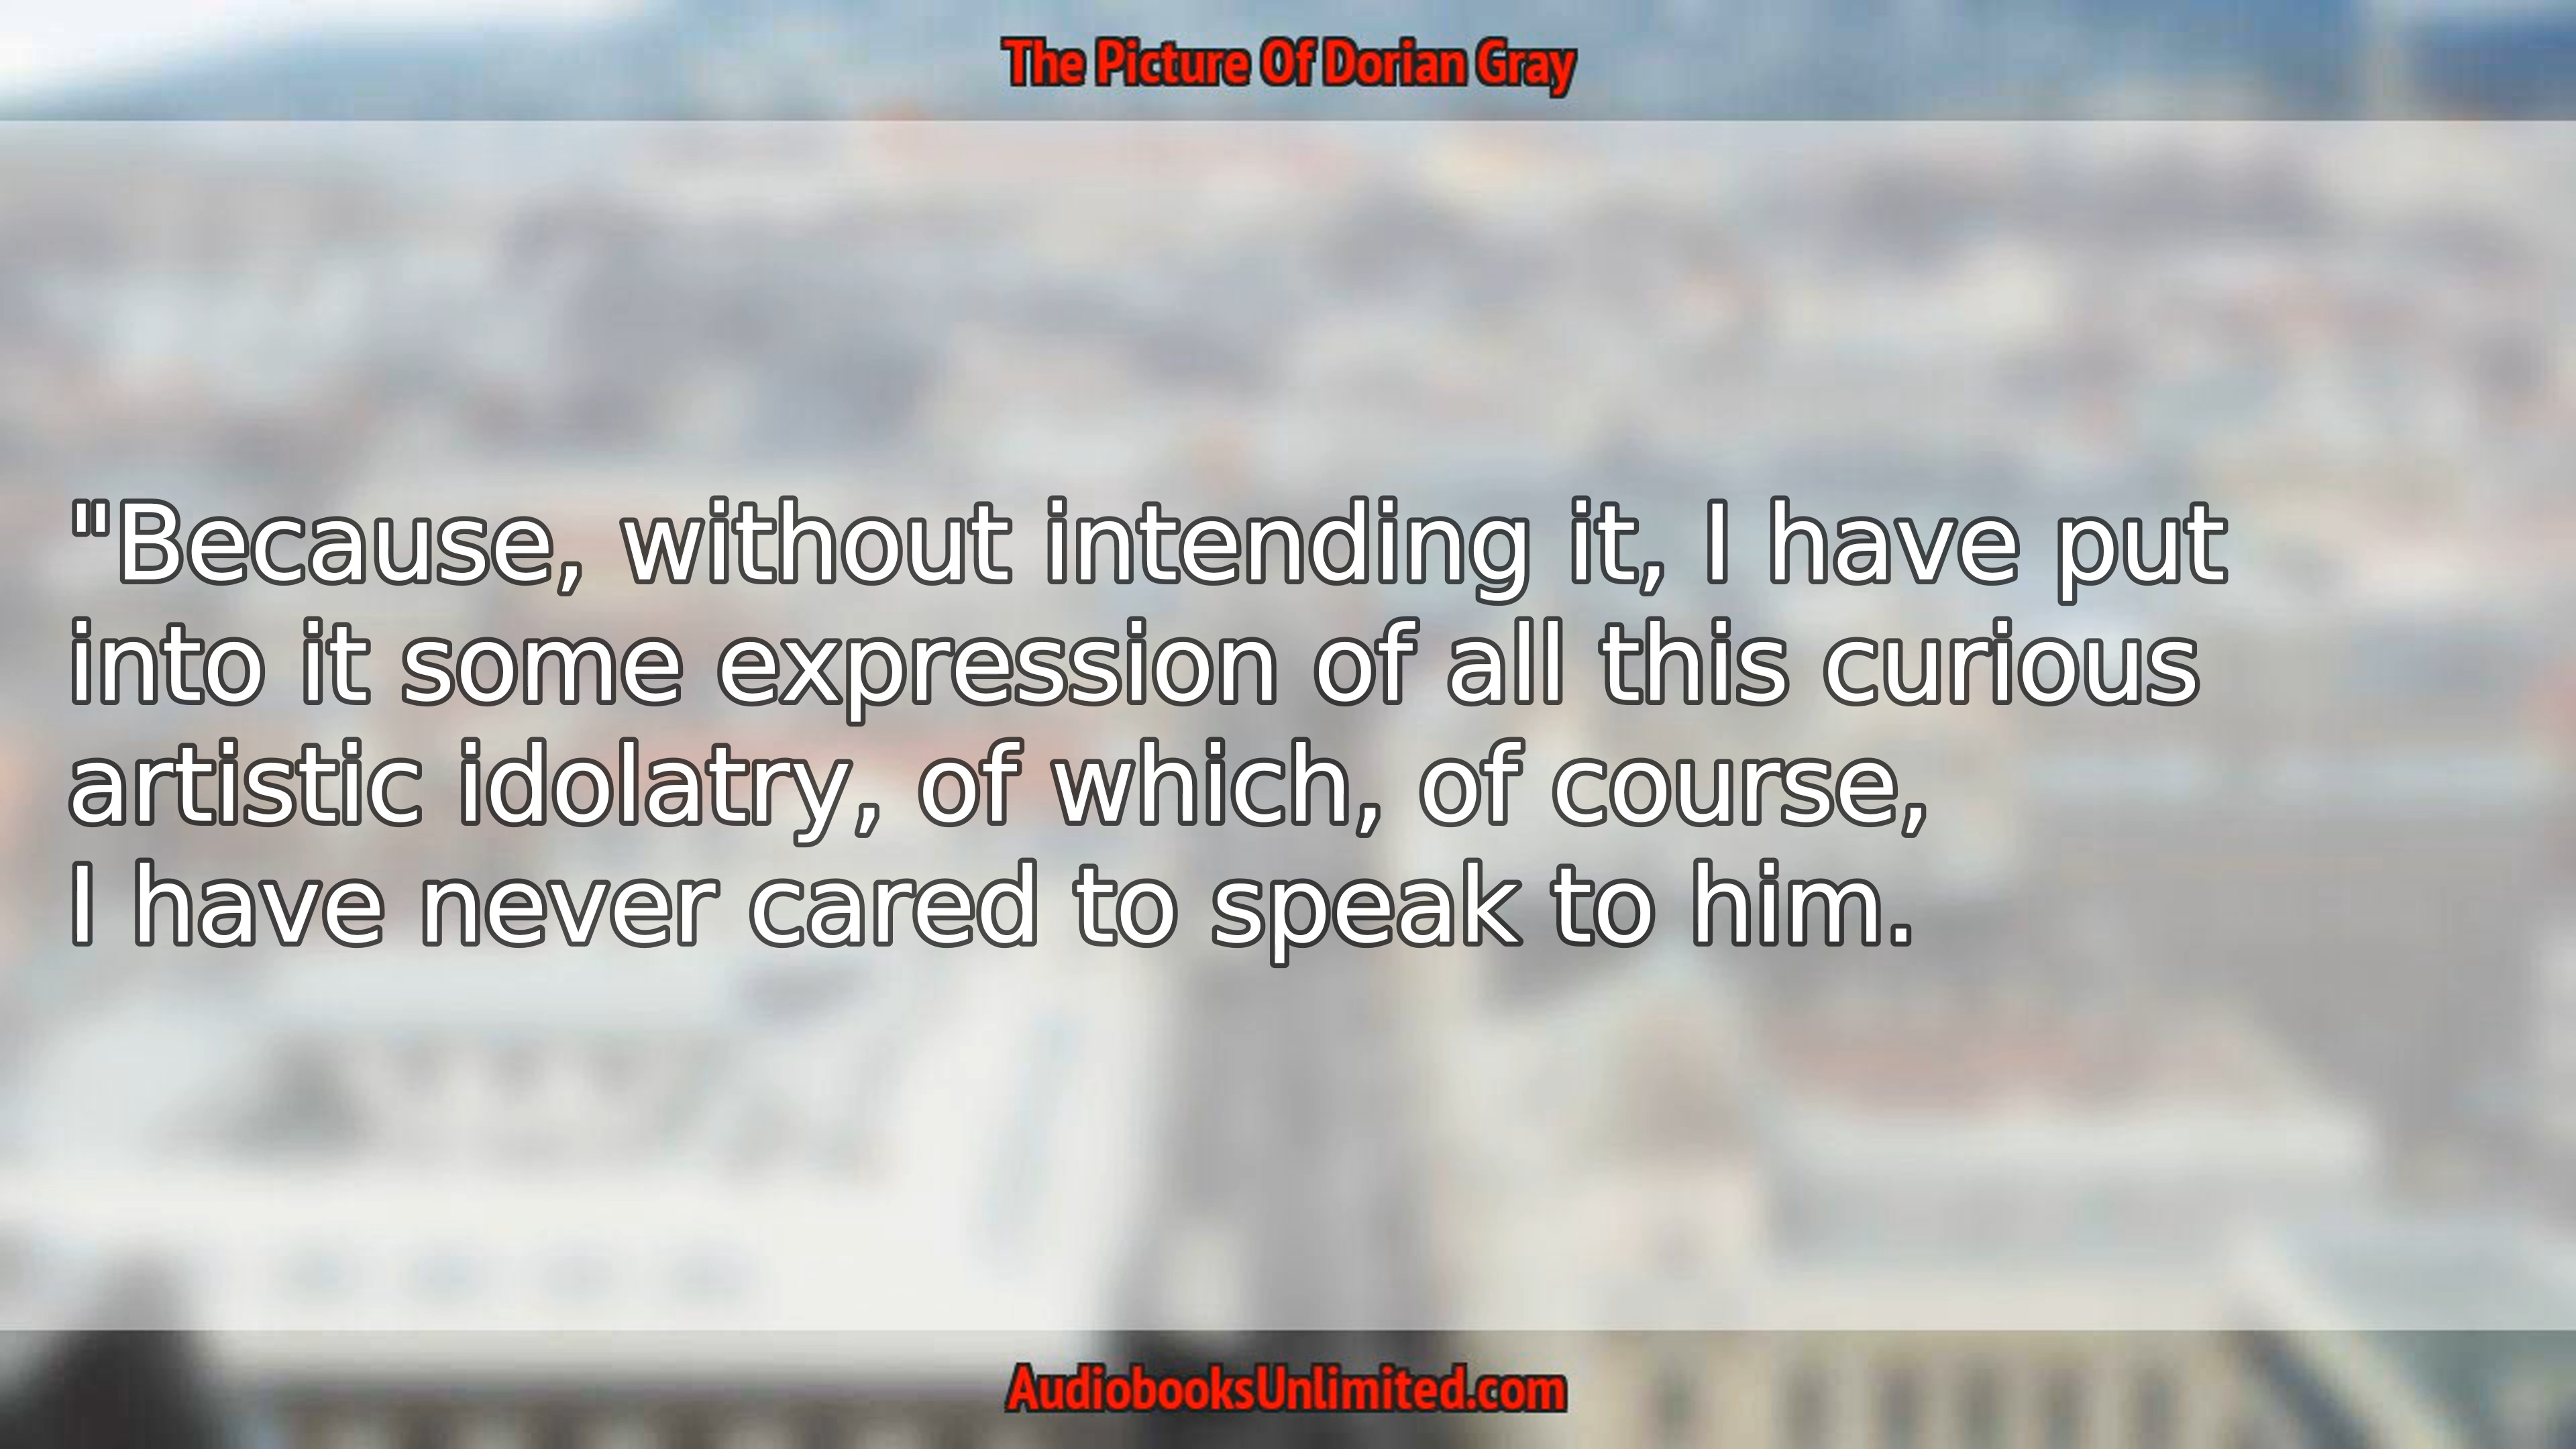 The Picture Of Dorian Gray
"Because, without intending it, I have put
into it some expression of all this curious
artistic idolatry, of which, of course,
I have never cared to speak to him.
AudiobooksUnlimited.com